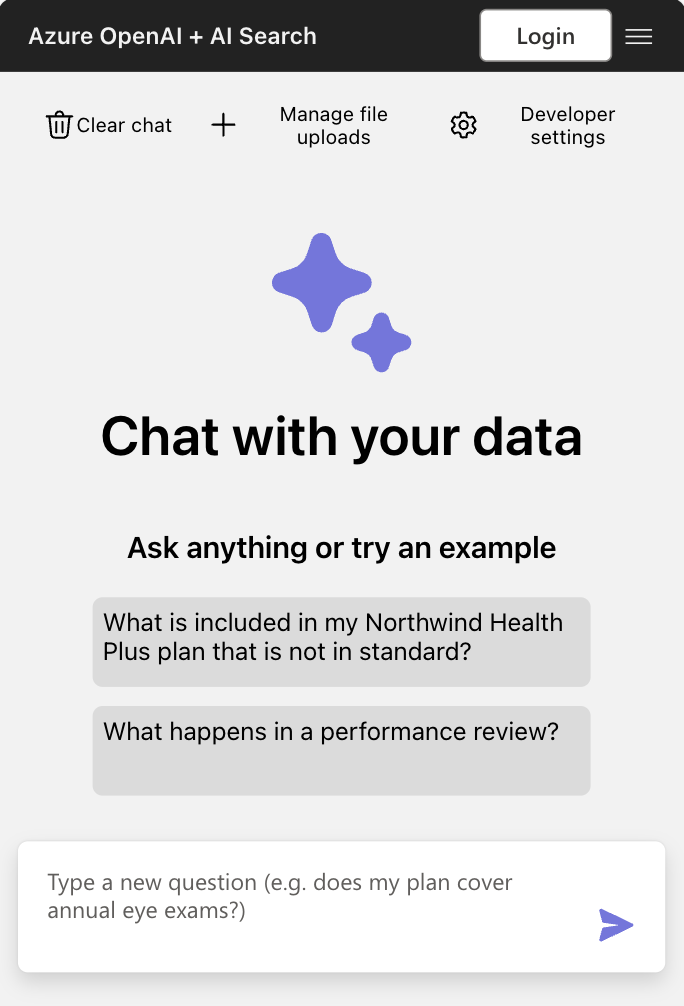 Azure OpenAI + AI Search
Login
Clear chat
Manage file
uploads
Developer
settings
Chat with your data
Ask anything or try an example
What is included in my Northwind Health
Plus plan that is not in standard?
What happens in a performance review?
Type a new question (e.g. does my plan cover
annual eye exams?)